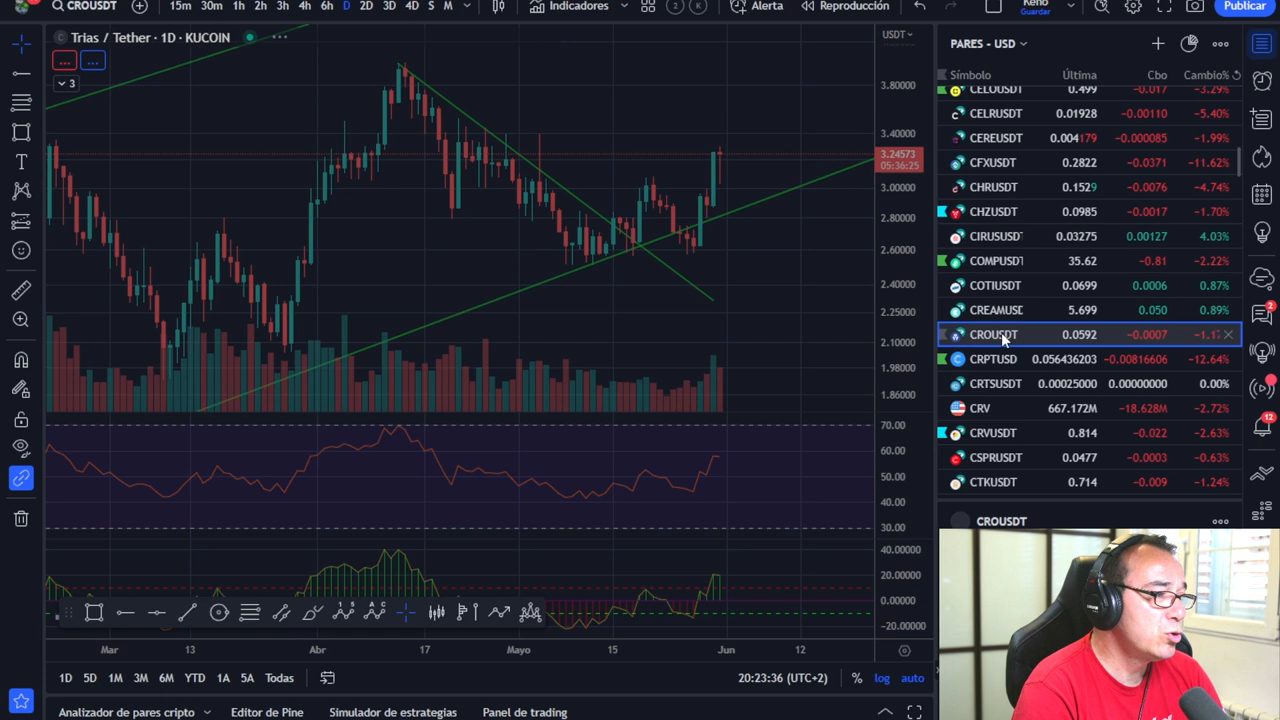 CROUSDT
15m 30m 1h 2h 3h 4h 6h D 2D 3D 4D S M
Indicadores
Alerta
Reproducción
Keno
Guardar
Publicar
Trias / Tether · 1D · KUCOIN
USDT
... ...
3
3.80000
3.40000
3.24573
05:36:25
3.00000
2.80000
2.60000
2.40000
2.25000
2.10000
1.98000
1.86000
70.00
60.00
50.00
40.00
30.00
40.00000
20.00000
0.00000
−20.00000
Mar 13 Abr 17 Mayo 15 Jun 12
1D 5D 1M 3M 6M YTD 1A 5A Todas
20:23:36 (UTC+2) % log auto
Analizador de pares cripto Editor de Pine Simulador de estrategias Panel de trading
PARES - USD
Símbolo Última Cbo Cambio%
CELOUSDT 0.499 −0.017 −3.29%
CELRUSDT 0.01928 −0.00110 −5.40%
CEREUSDT 0.004179 −0.000085 −1.99%
CFXUSDT 0.2822 −0.0371 −11.62%
CHRUSDT 0.1529 −0.0076 −4.74%
CHZUSDT 0.0985 −0.0017 −1.70%
CIRUSUSDT 0.03275 0.00127 4.03%
COMPUSDT 35.62 −0.81 −2.22%
COTIUSDT 0.0699 0.0006 0.87%
CREAMUSD 5.699 0.050 0.89%
CROUSDT 0.0592 −0.0007 −1.1
CRPTUSD 0.056436203 −0.00816606 −12.64%
CRTSUSDT 0.00025000 0.00000000 0.00%
CRV 667.172M −18.628M −2.72%
CRVUSDT 0.814 −0.022 −2.63%
CSPRUSDT 0.0477 −0.0003 −0.63%
CTKUSDT 0.714 −0.009 −1.24%
CROUSDT
2
12